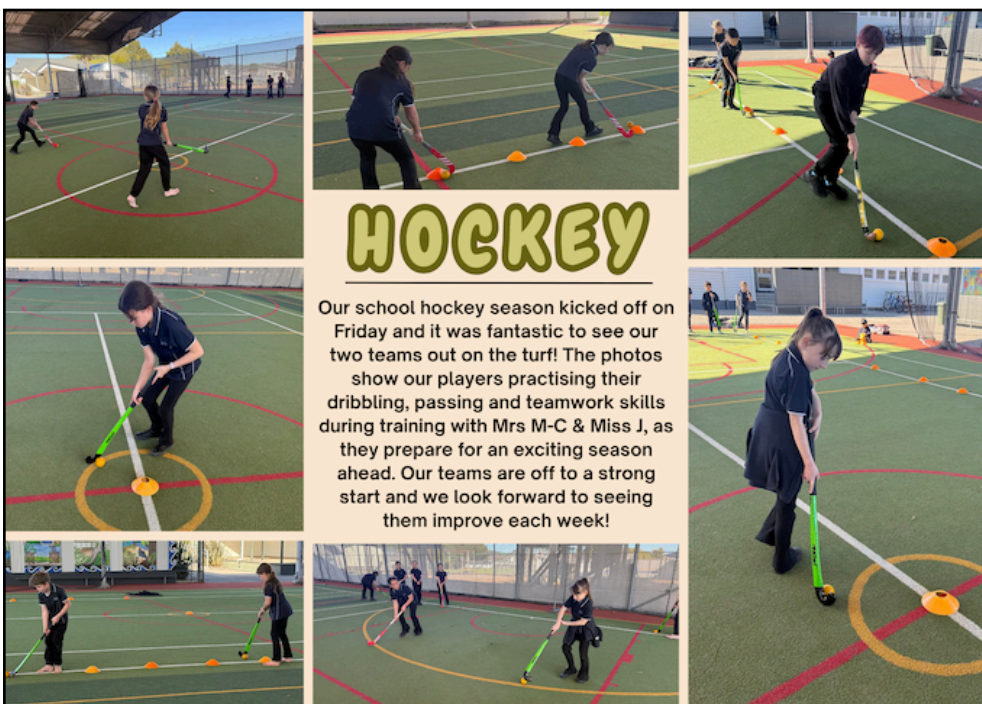 HOCKEY
Our school hockey season kicked off on
Friday and it was fantastic to see our
two teams out on the turf! The photos
show our players practising their
dribbling, passing and teamwork skills
during training with Mrs M-C & Miss J, as
they prepare for an exciting season
ahead. Our teams are off to a strong
start and we look forward to seeing
them improve each week!